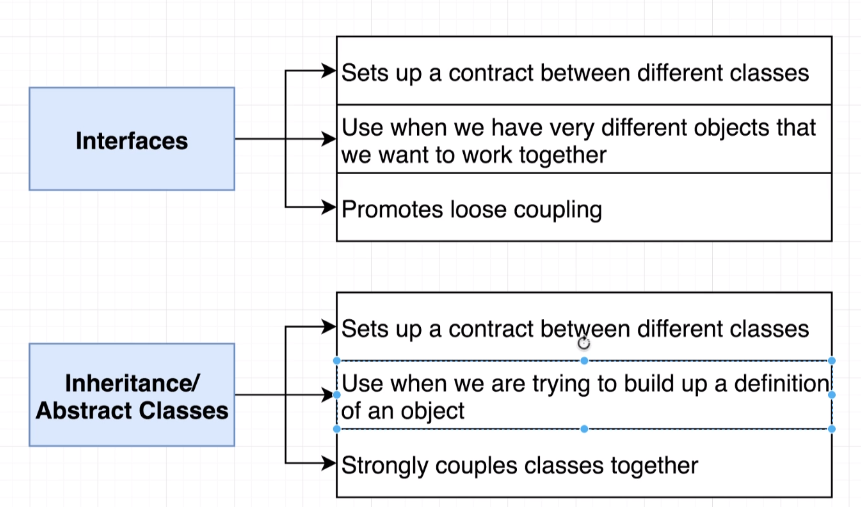 Interfaces
Sets up a contract between different classes
Use when we have very different objects that
we want to work together
Promotes loose coupling
Inheritance/
Abstract Classes
Sets up a contract between different classes
Use when we are trying to build up a definition
of an object
Strongly couples classes together